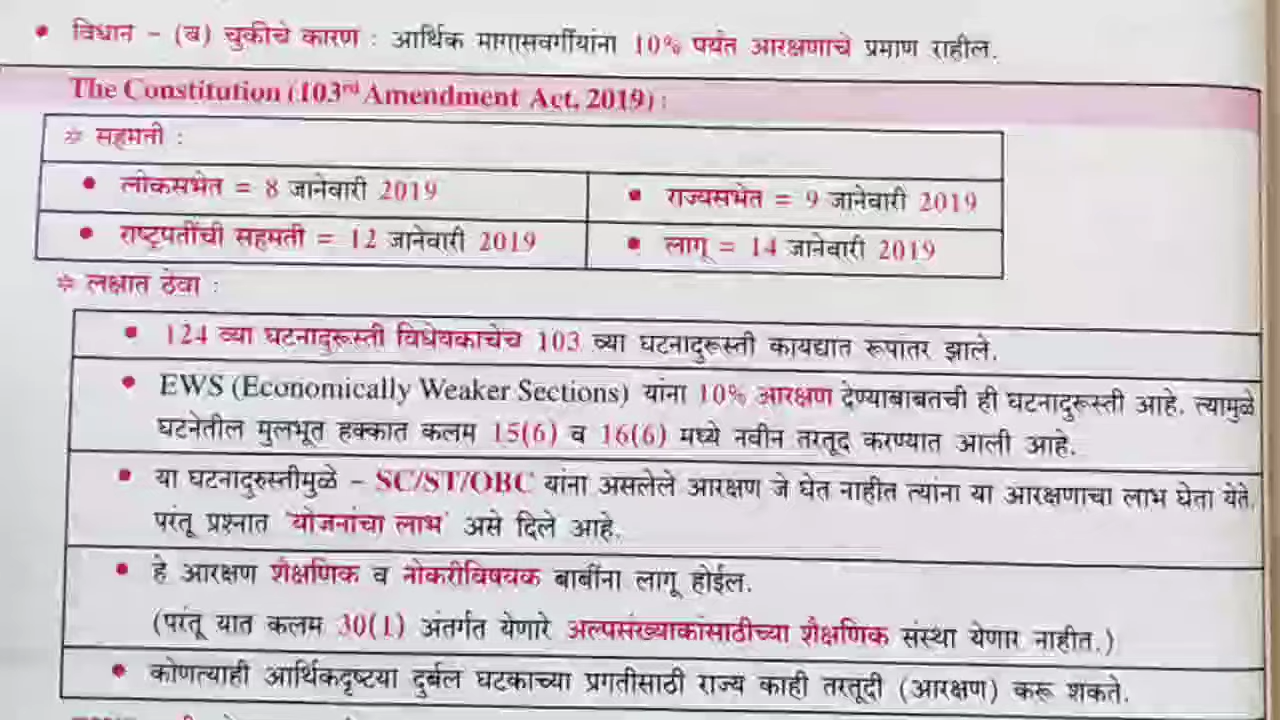 • विधान – (ब) चुकीचे कारण : आर्थिक मागासवर्गीयांना 10% पर्यंत आरक्षणाचे प्रमाण राहील.
The Constitution (103rd Amendment Act, 2019) :
❈ सहमती :
• लोकसभेत = 8 जानेवारी 2019
• राज्यसभेत = 9 जानेवारी 2019
• राष्ट्रपतींची सहमती = 12 जानेवारी 2019
• लागू = 14 जानेवारी 2019
❈ लक्षात ठेवा :
• 124 व्या घटनादुरूस्ती विधेयकाचेच 103 व्या घटनादुरूस्ती कायद्यात रूपांतर झाले.
• EWS (Economically Weaker Sections) यांना 10% आरक्षण देण्याबाबतची ही घटनादुरूस्ती आहे. त्यामुळे
घटनेतील मुलभूत हक्कात कलम 15(6) व 16(6) मध्ये नवीन तरतूद करण्यात आली आहे.
• या घटनादुरुस्तीमुळे – SC/ST/OBC यांना असलेले आरक्षण जे घेत नाहीत त्यांना या आरक्षणाचा लाभ घेता येतो.
परंतू प्रश्नात 'योजनांचा लाभ' असे दिले आहे.
• हे आरक्षण शैक्षणिक व नोकरीविषयक बाबींना लागू होईल.
(परंतू यात कलम 30(1) अंतर्गत येणारे अल्पसंख्याकांसाठीच्या शैक्षणिक संस्था येणार नाहीत.)
• कोणत्याही आर्थिकदृष्टया दुर्बल घटकाच्या प्रगतीसाठी राज्य काही तरतूदी (आरक्षण) करू शकते.